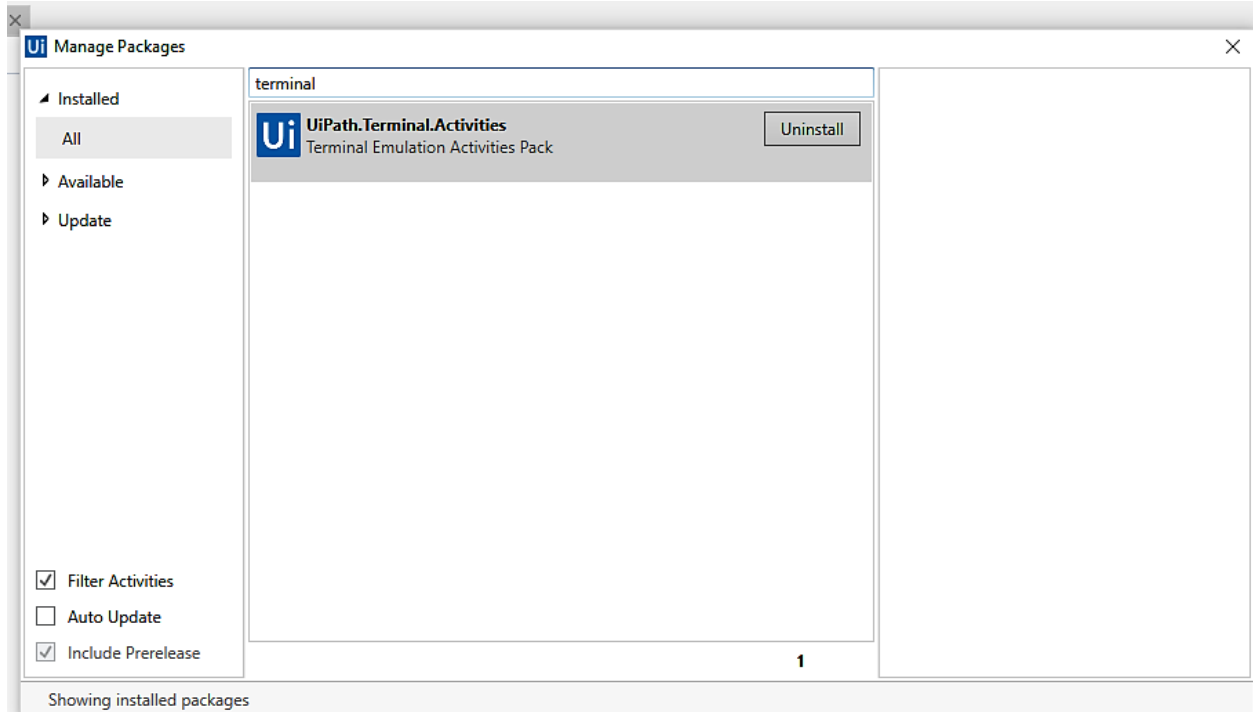 Ui Manage Packages
Installed
All
Available
Update
Filter Activities
Auto Update
Include Prerelease
terminal
Ui
UiPath.Terminal.Activities
Terminal Emulation Activities Pack
Uninstall
1
Showing installed packages